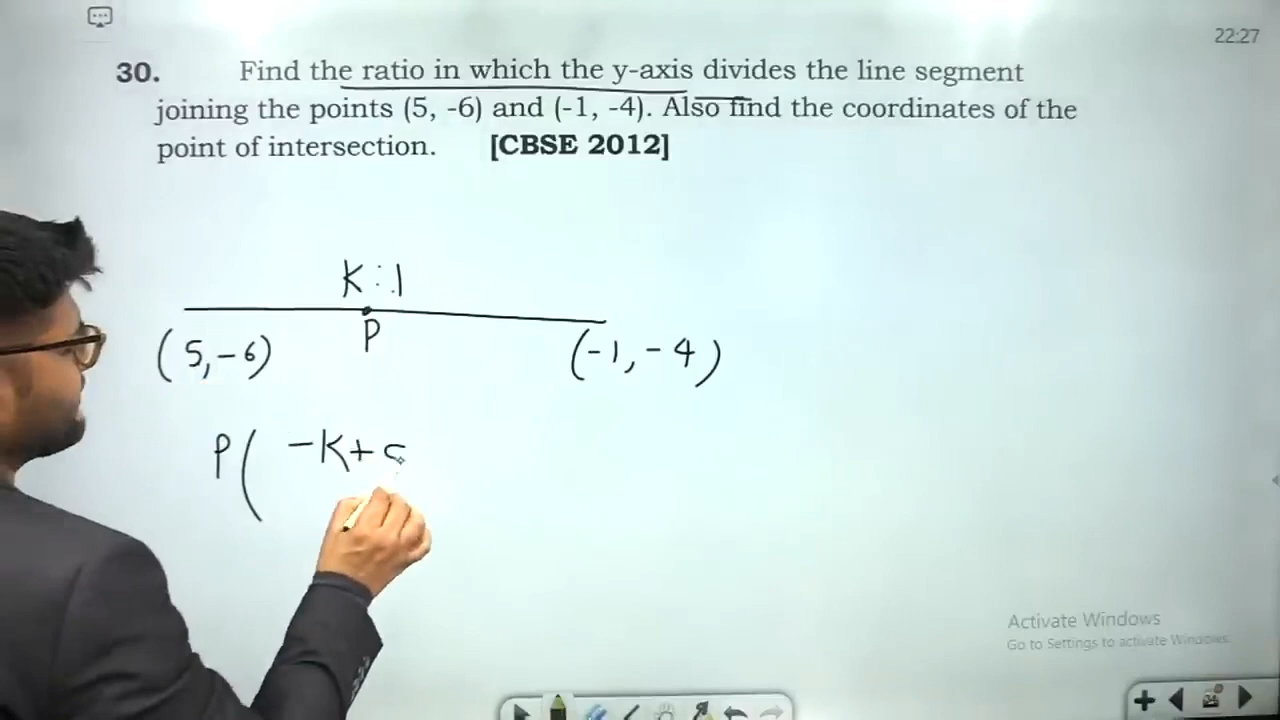 22:27
30. Find the ratio in which the y-axis divides the line segment
joining the points (5, -6) and (-1, -4). Also find the coordinates of the
point of intersection. [CBSE 2012]
K:1
P
(5,-6)
(-1,-4)
P( -K+5
Activate Windows
Go to Settings to activate Windows.